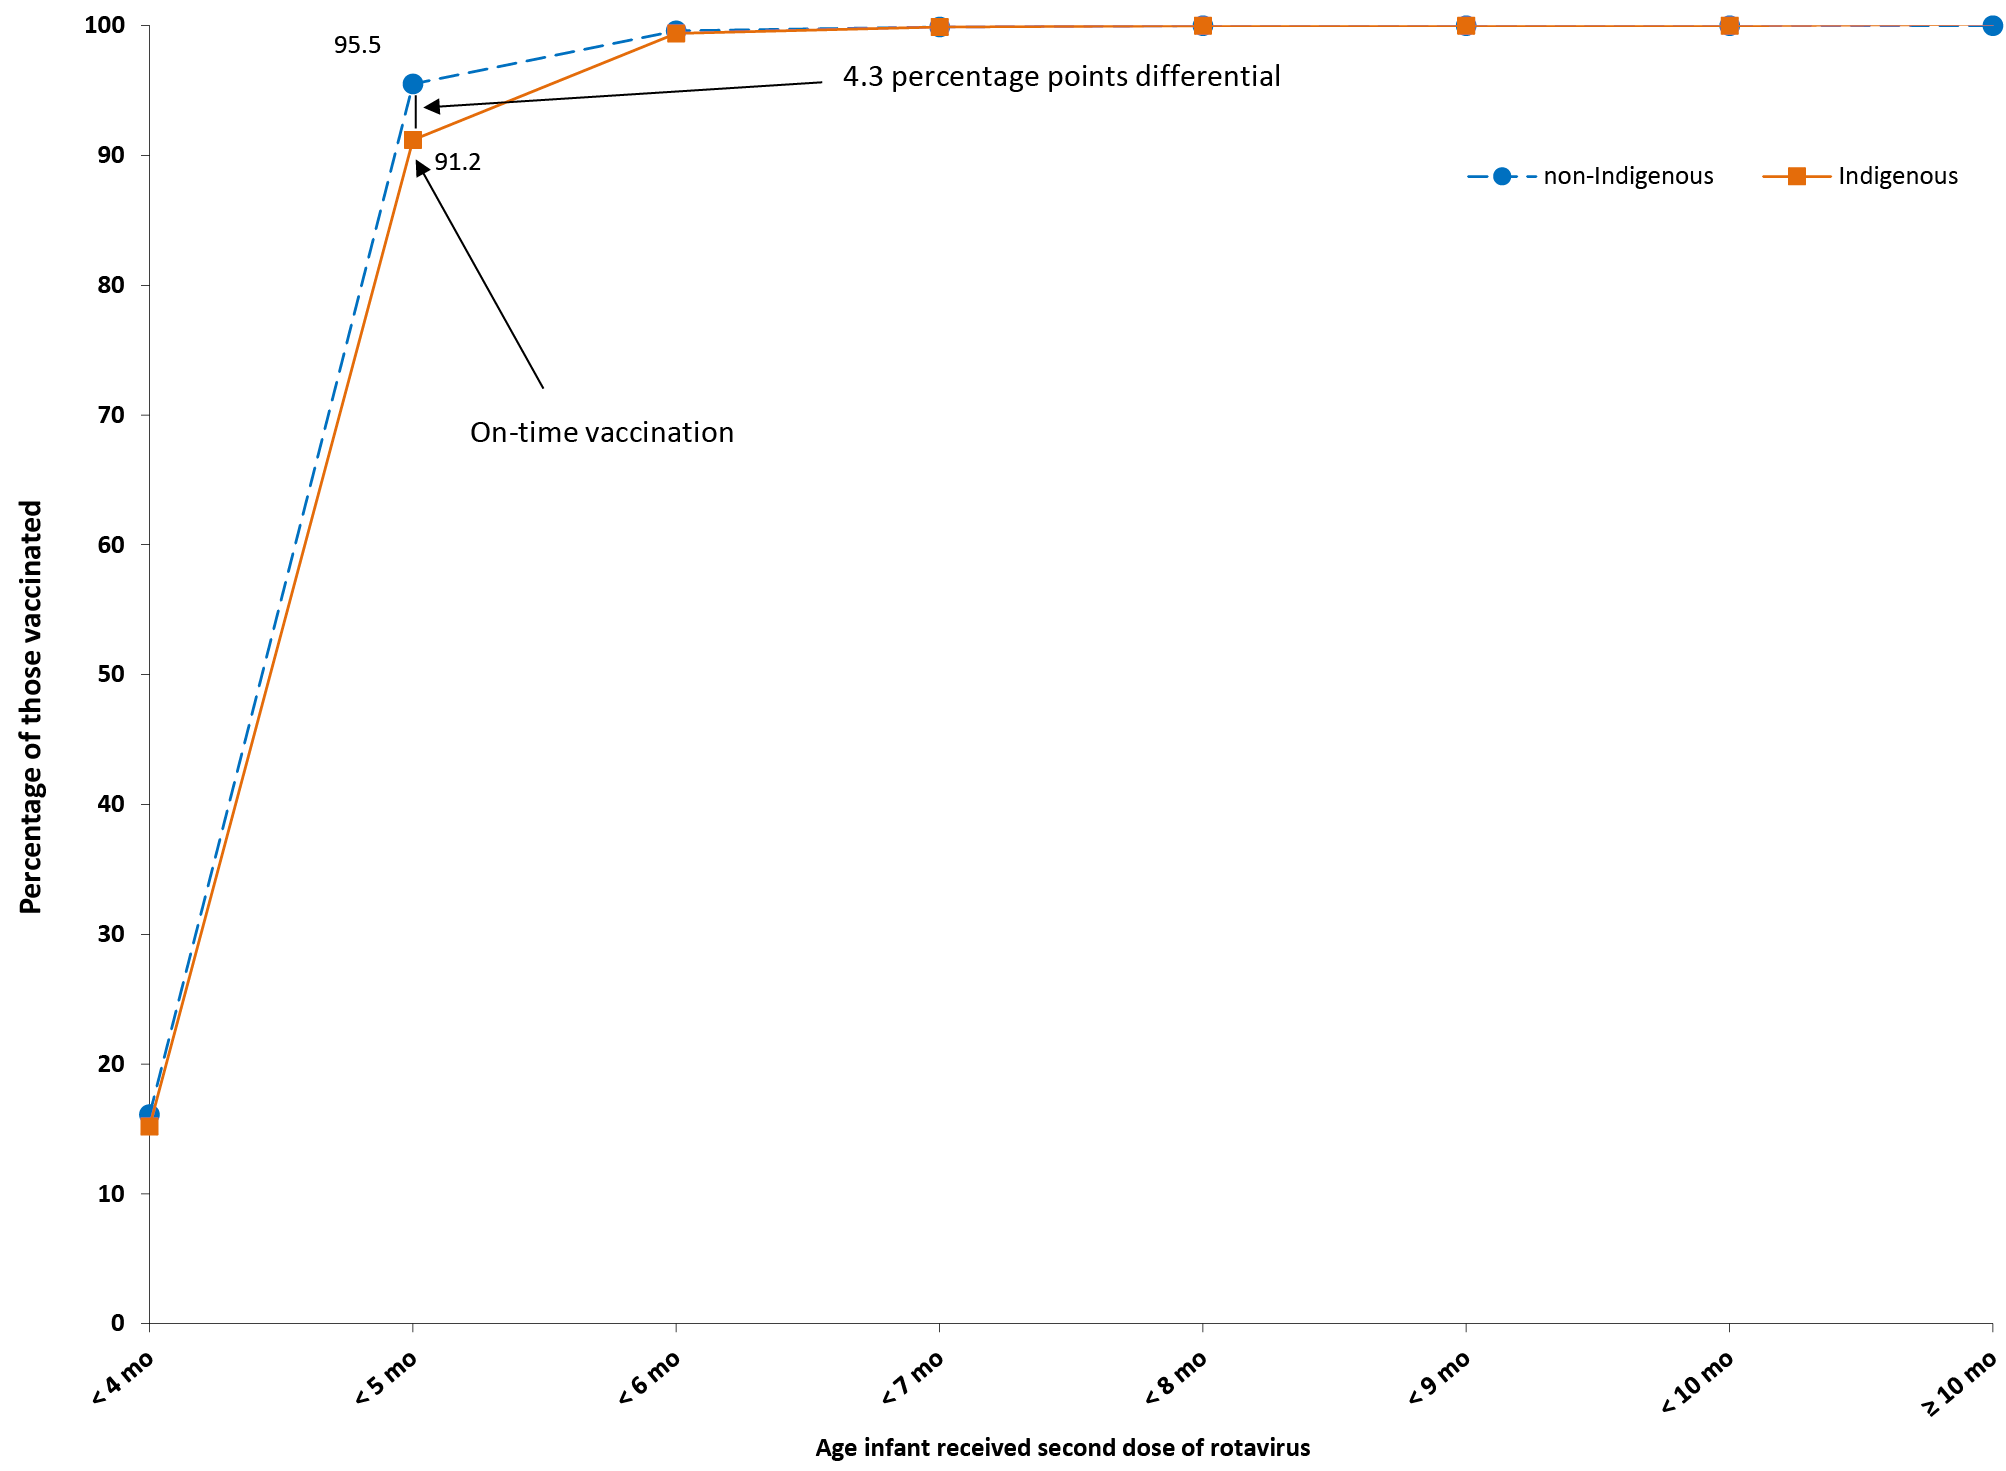 100
95.5
4.3 percentage points differential
90
91.2
non-Indigenous
Indigenous
80
70
On-time vaccination
60
50
40
30
20
10
0
Percentage of those vaccinated
< 4 mo
< 5 mo
< 6 mo
< 7 mo
< 8 mo
< 9 mo
< 10 mo
≥ 10 mo
Age infant received second dose of rotavirus